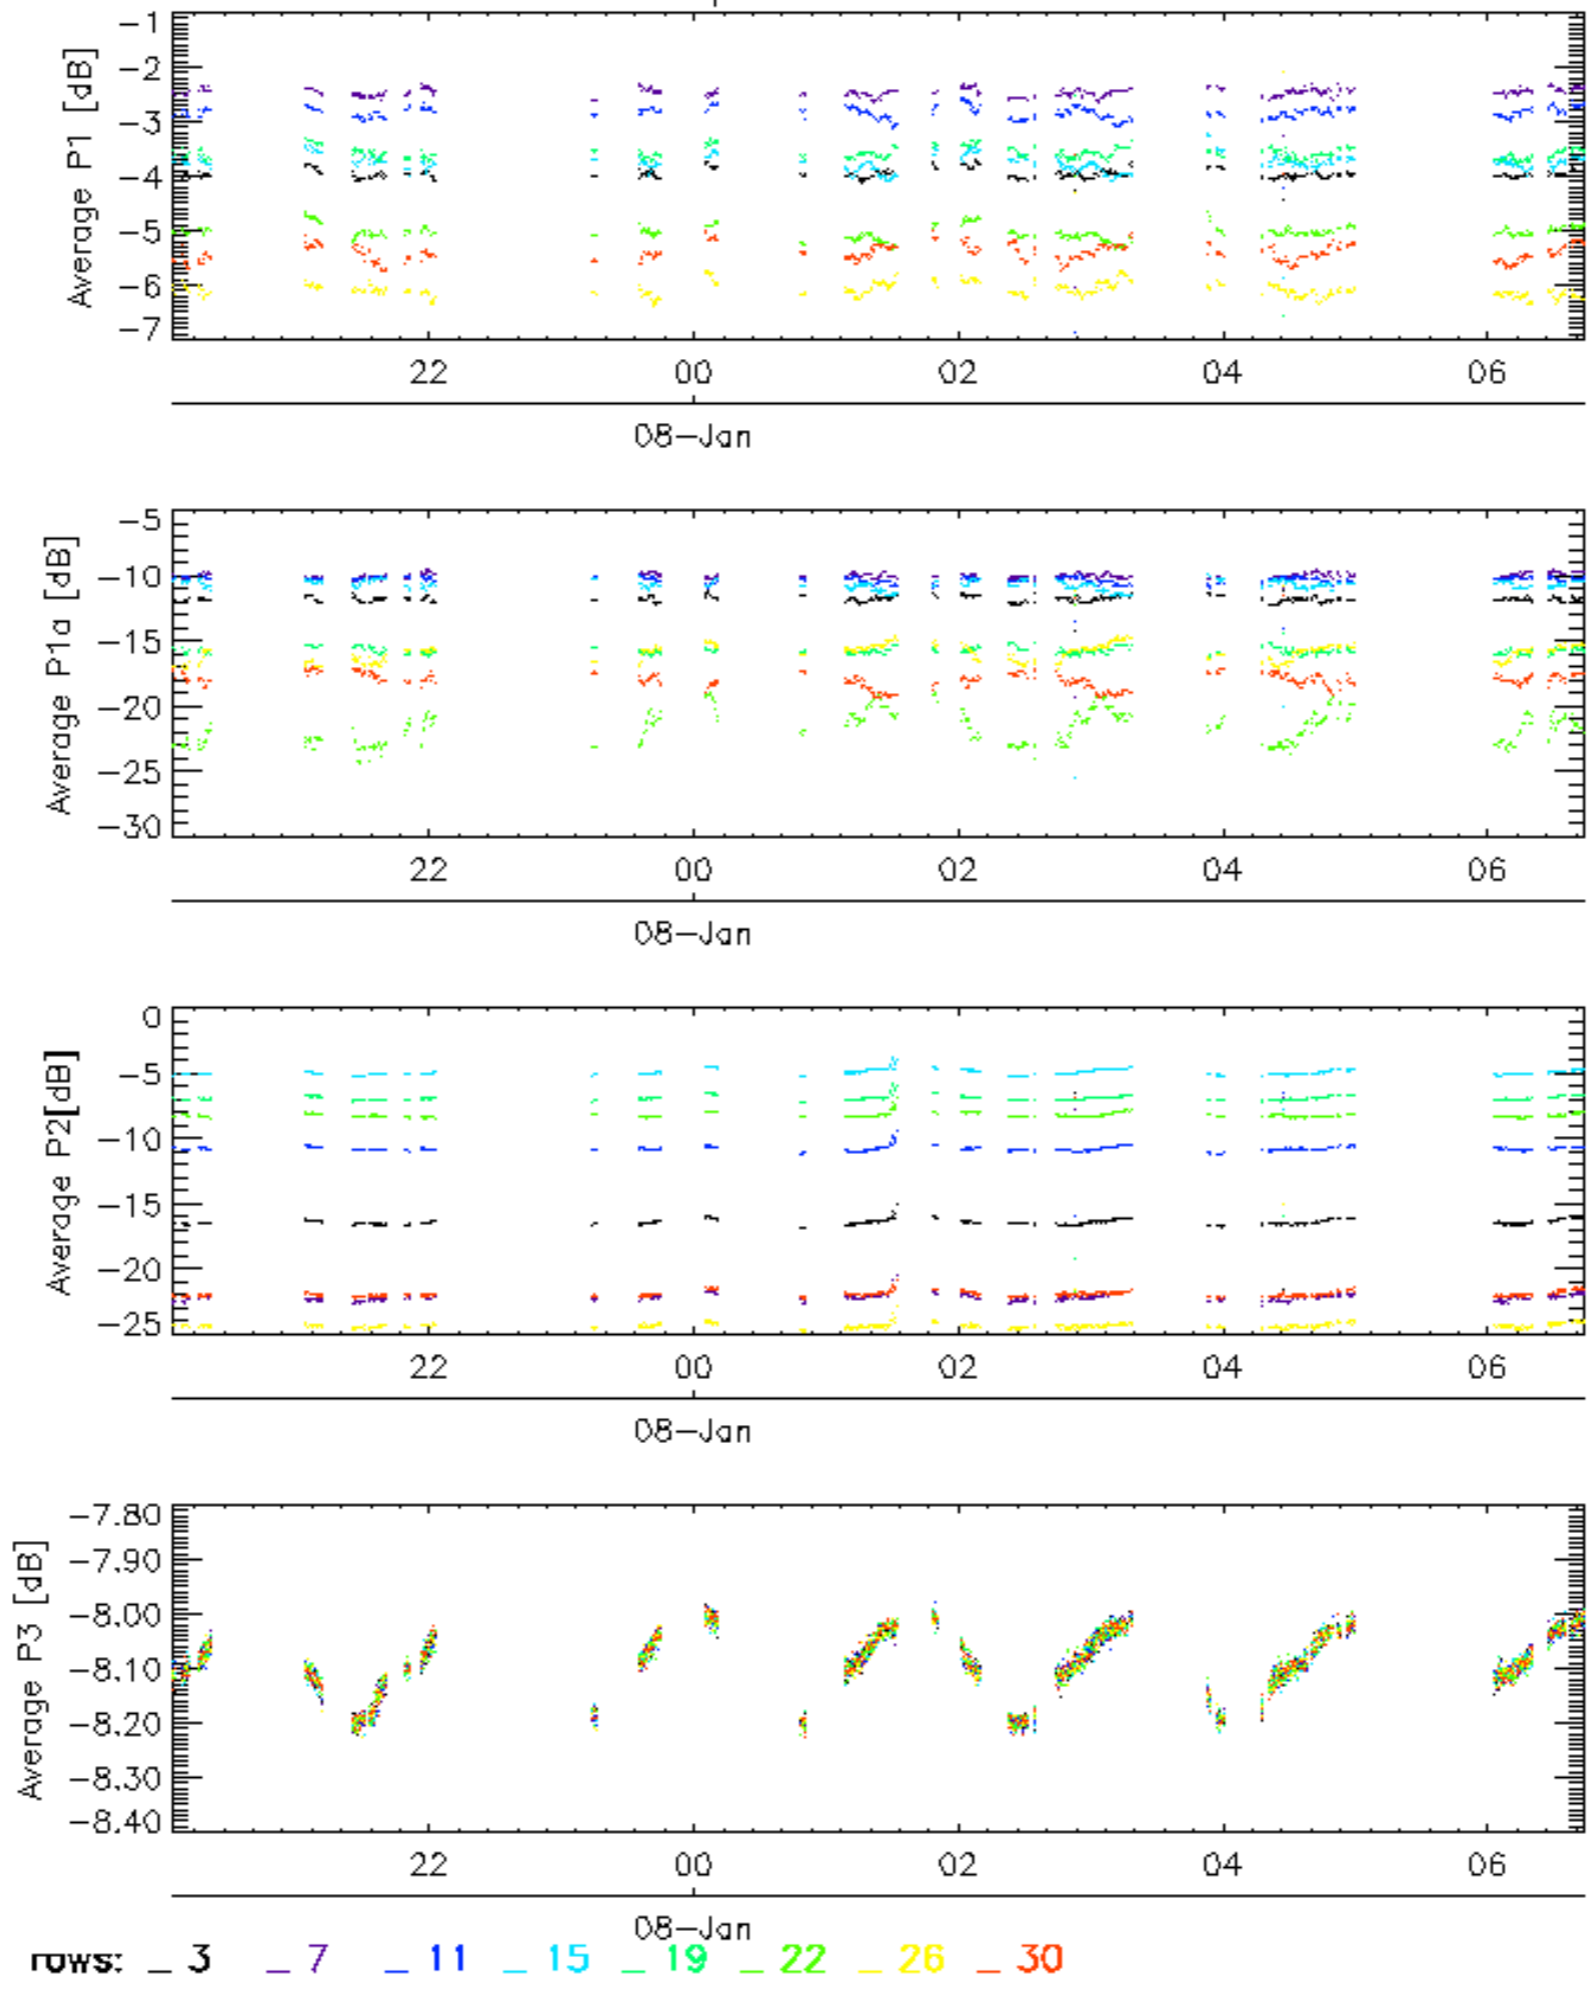 Average P1 [dB]
−1
−2
−3
−4
−5
−6
−7
22 00 02 04 06
08−Jan
Average P1a [dB]
−5
−10
−15
−20
−25
−30
22 00 02 04 06
08−Jan
Average P2[dB]
0
−5
−10
−15
−20
−25
22 00 02 04 06
08−Jan
Average P3 [dB]
−7.80
−7.90
−8.00
−8.10
−8.20
−8.30
−8.40
22 00 02 04 06
08−Jan
rows: _ 3 _ 7 _ 11 _ 15 _ 19 _ 22 _ 26 _ 30